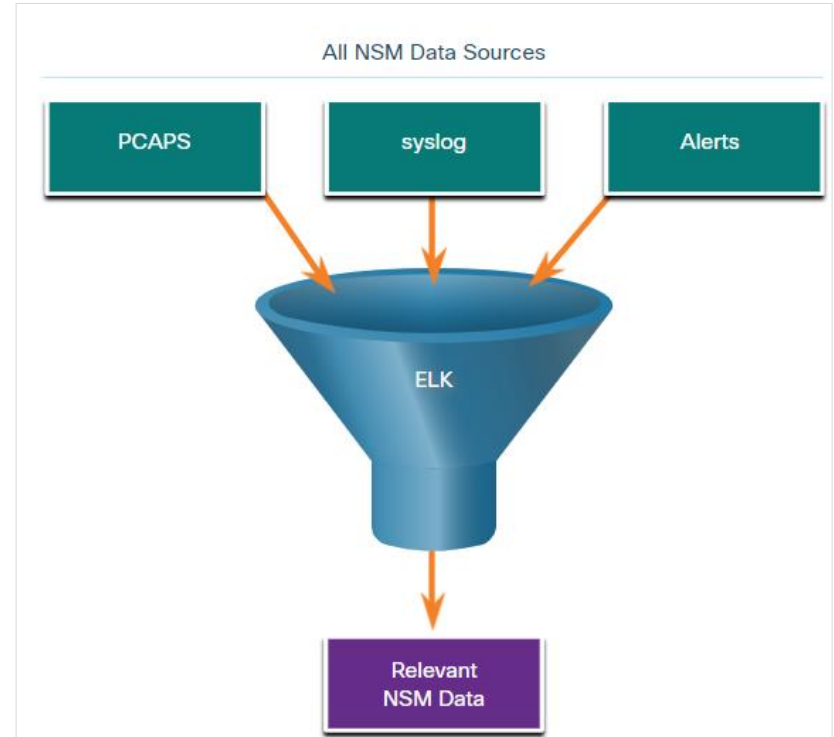 All NSM Data Sources
PCAPS
syslog
Alerts
ELK
Relevant
NSM Data